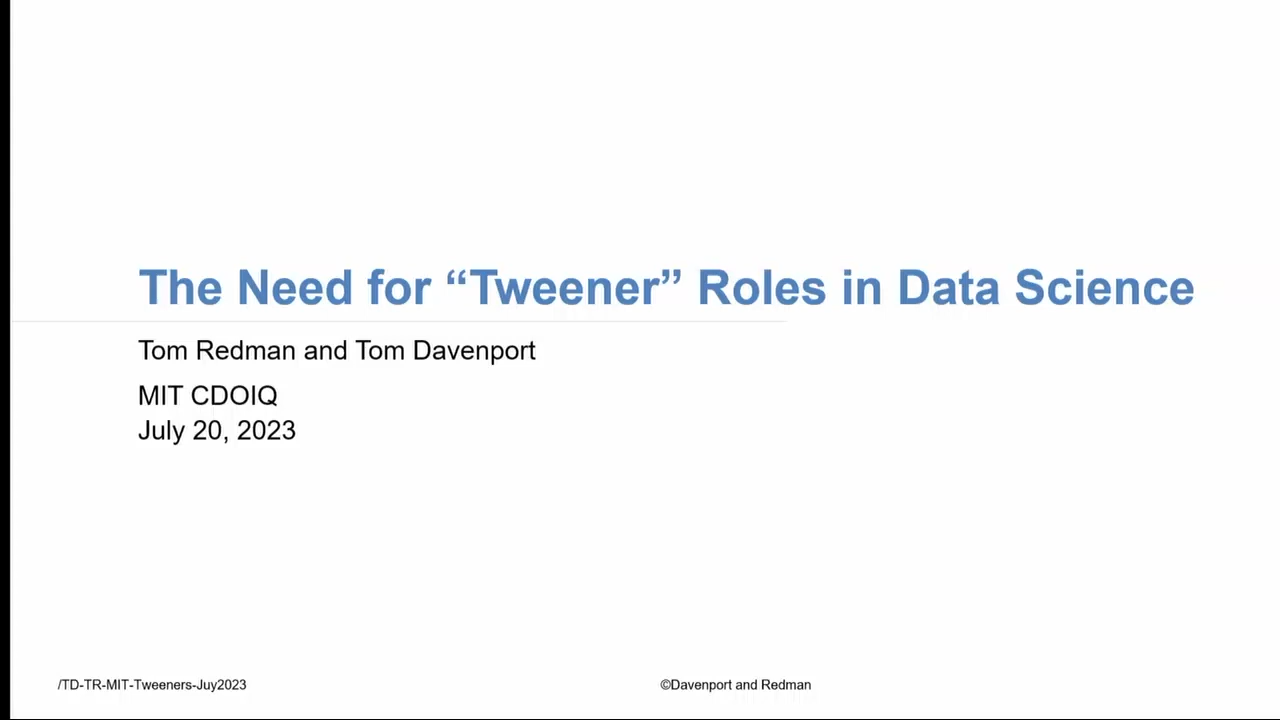 The Need for “Tweener” Roles in Data Science
Tom Redman and Tom Davenport
MIT CDOIQ
July 20, 2023
/TD-TR-MIT-Tweeners-Juy2023
©Davenport and Redman